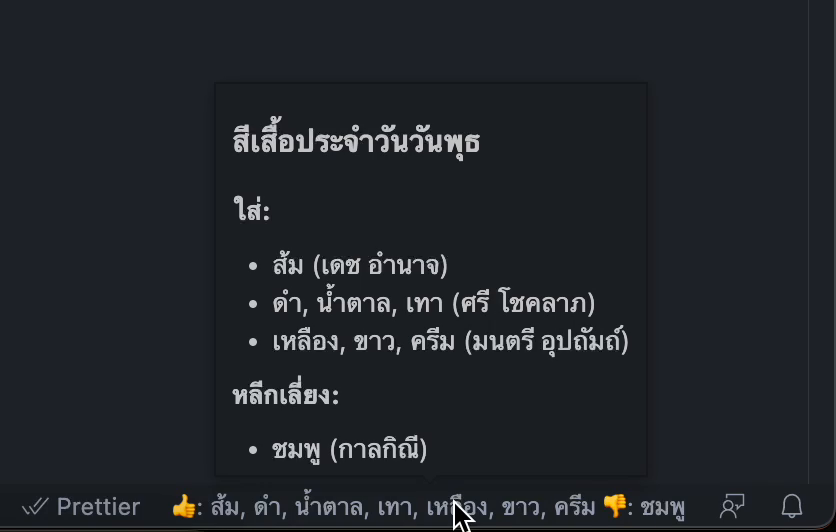 สีเสื้อประจำวันวันพุธ
ใส่:
• ส้ม (เดช อำนาจ)
• ดำ, น้ำตาล, เทา (ศรี โชคลาภ)
• เหลือง, ขาว, ครีม (มนตรี อุปถัมถ์)
หลีกเลี่ยง:
• ชมพู (กาลกิณี)
Prettier 👍: ส้ม, ดำ, น้ำตาล, เทา, เหลือง, ขาว, ครีม 👎: ชมพู